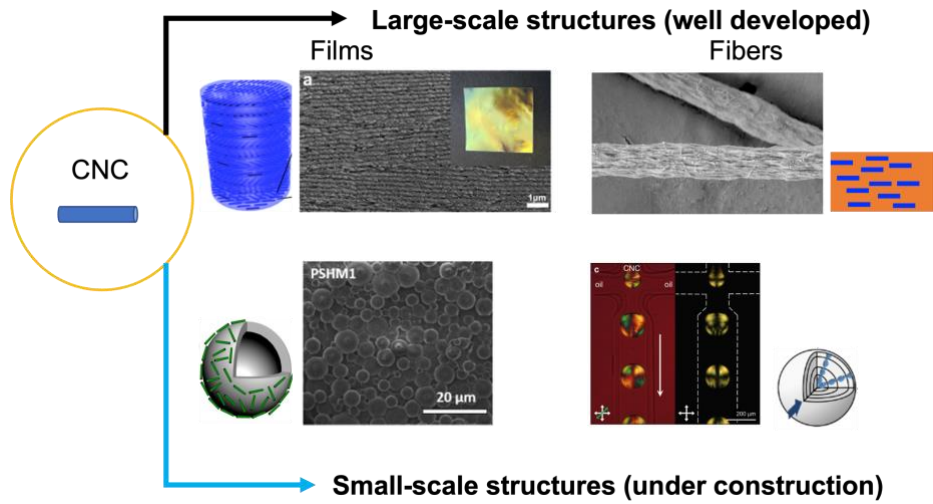 Large-scale structures (well developed)
Films
Fibers
a
1μm
CNC
PSHM1
20 μm
c
CNC
oil
oil
200 μm
Small-scale structures (under construction)